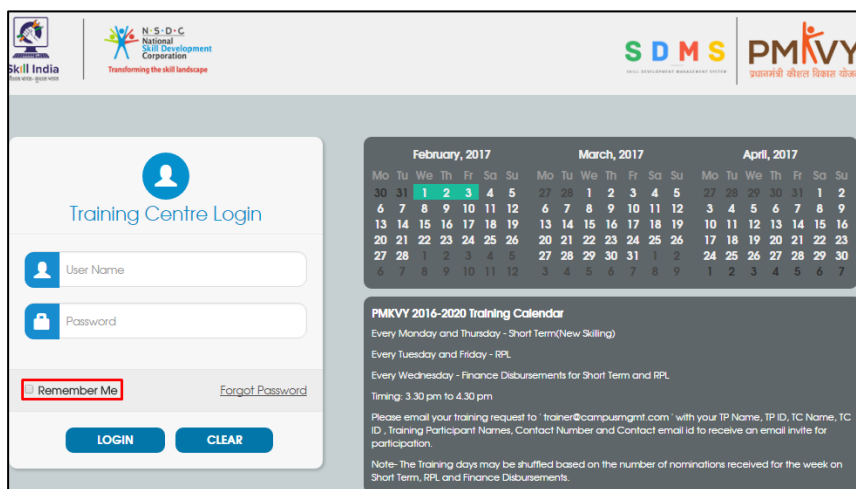 Skill India
कौशल भारत-कुशल भारत
N·S·D·C
National
Skill Development
Corporation
Transforming the skill landscape
S D M S
SKILL DEVELOPMENT MANAGEMENT SYSTEM
PMKVY
प्रधानमंत्री कौशल विकास योज
Training Centre Login
User Name
Password
Remember Me
Forgot Password
LOGIN
CLEAR
February, 2017
Mo Tu We Th Fr Sa Su
30 31 1 2 3 4 5
6 7 8 9 10 11 12
13 14 15 16 17 18 19
20 21 22 23 24 25 26
27 28 1 2 3 4 5
6 7 8 9 10 11 12
March, 2017
Mo Tu We Th Fr Sa Su
27 28 1 2 3 4 5
6 7 8 9 10 11 12
13 14 15 16 17 18 19
20 21 22 23 24 25 26
27 28 29 30 31 1 2
3 4 5 6 7 8 9
April, 2017
Mo Tu We Th Fr Sa Su
27 28 29 30 31 1 2
3 4 5 6 7 8 9
10 11 12 13 14 15 16
17 18 19 20 21 22 23
24 25 26 27 28 29 30
1 2 3 4 5 6 7
PMKVY 2016-2020 Training Calendar
Every Monday and Thursday - Short Term(New Skilling)
Every Tuesday and Friday - RPL
Every Wednesday - Finance Disbursements for Short Term and RPL
Timing: 3.30 pm to 4.30 pm
Please email your training request to ' trainer@campusmgmt.com ' with your TP Name, TP ID, TC Name, TC
ID , Training Participant Names, Contact Number and Contact email id to receive an email invite for
participation.
Note- The Training days may be shuffled based on the number of nominations received for the week on
Short Term, RPL and Finance Disbursements.